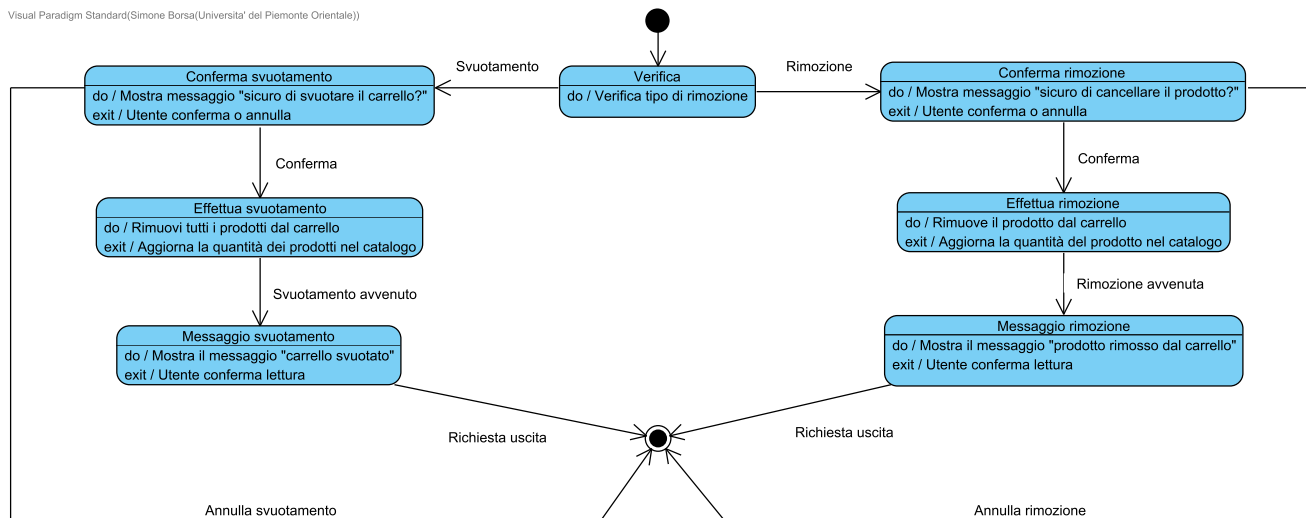 Visual Paradigm Standard(Simone Borsa(Universita' del Piemonte Orientale))
Conferma svuotamento
do / Mostra messaggio "sicuro di svuotare il carrello?"
exit / Utente conferma o annulla
Svuotamento
Verifica
do / Verifica tipo di rimozione
Rimozione
Conferma rimozione
do / Mostra messaggio "sicuro di cancellare il prodotto?"
exit / Utente conferma o annulla
Conferma
Conferma
Effettua svuotamento
do / Rimuovi tutti i prodotti dal carrello
exit / Aggiorna la quantità dei prodotti nel catalogo
Effettua rimozione
do / Rimuove il prodotto dal carrello
exit / Aggiorna la quantità del prodotto nel catalogo
Svuotamento avvenuto
Rimozione avvenuta
Messaggio svuotamento
do / Mostra il messaggio "carrello svuotato"
exit / Utente conferma lettura
Messaggio rimozione
do / Mostra il messaggio "prodotto rimosso dal carrello"
exit / Utente conferma lettura
Richiesta uscita
Richiesta uscita
Annulla svuotamento
Annulla rimozione